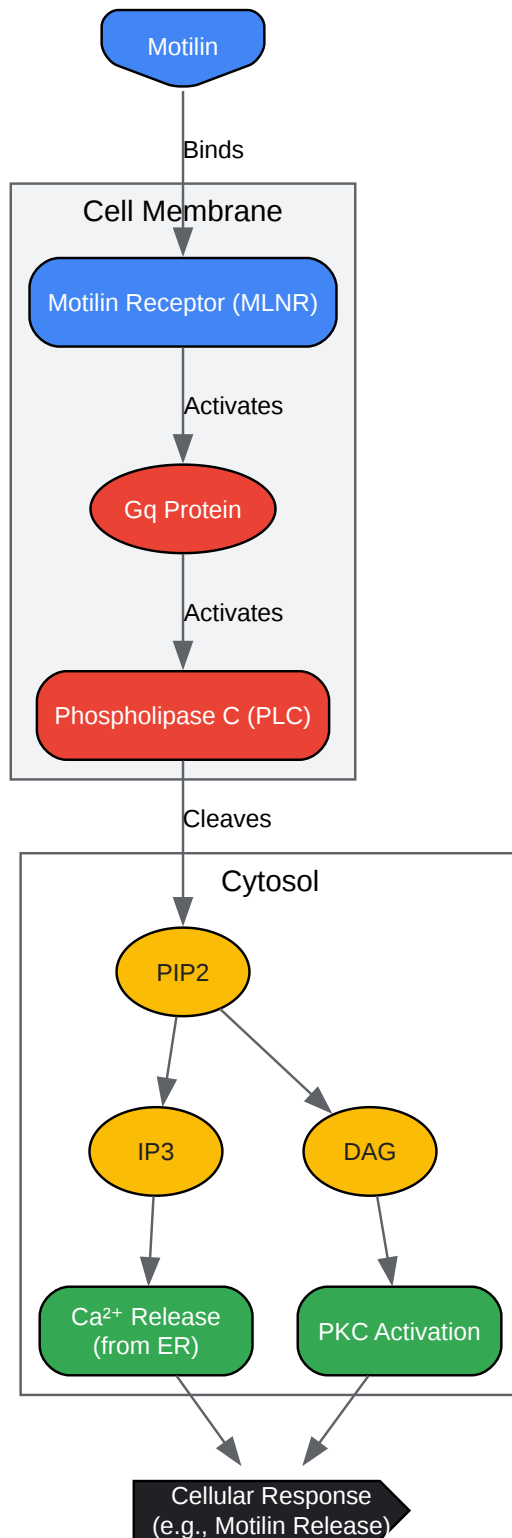 Motilin
Binds
Cell Membrane
Motilin Receptor (MLNR)
Activates
Gq Protein
Activates
Phospholipase C (PLC)
Cleaves
Cytosol
PIP2
IP3
DAG
Ca²⁺ Release
(from ER)
PKC Activation
Cellular Response
(e.g., Motilin Release)